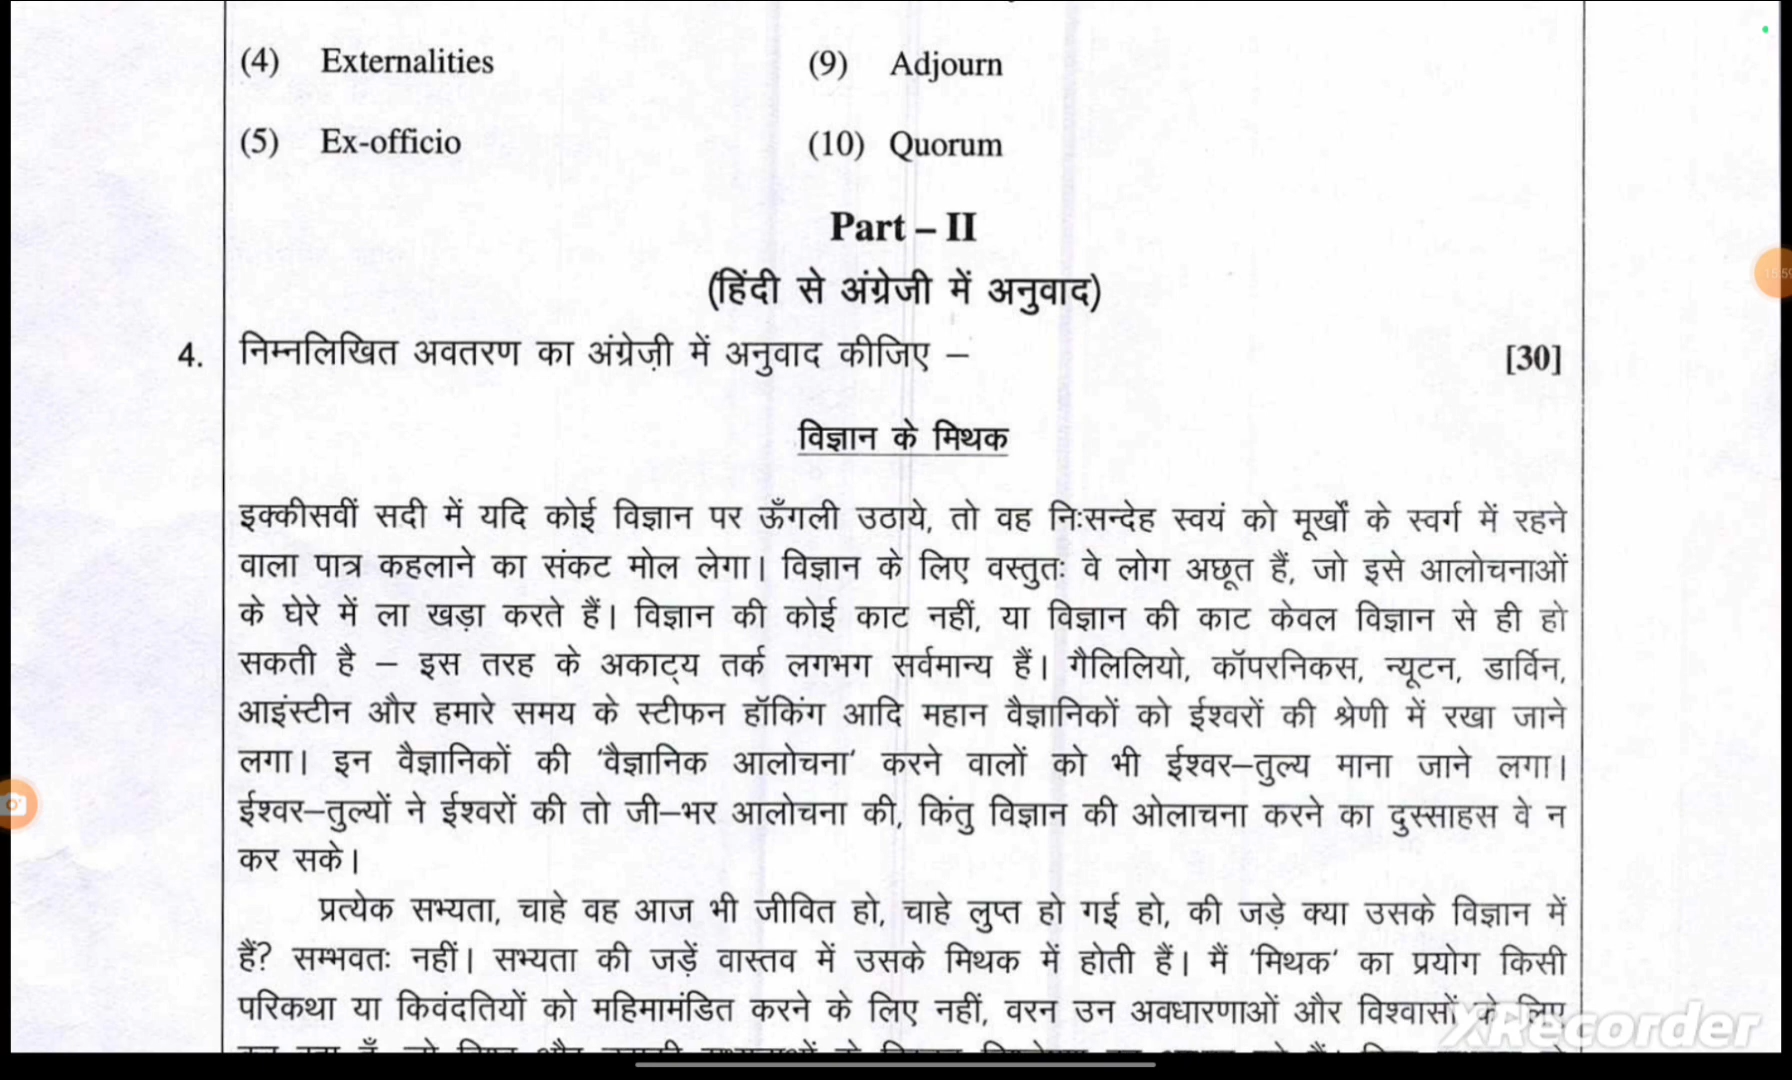 (4) Externalities (9) Adjourn
(5) Ex-officio (10) Quorum
Part – II
(हिंदी से अंग्रेजी में अनुवाद)
4. निम्नलिखित अवतरण का अंग्रेज़ी में अनुवाद कीजिए – [30]
विज्ञान के मिथक
इक्कीसवीं सदी में यदि कोई विज्ञान पर ऊँगली उठाये, तो वह निःसन्देह स्वयं को मूर्खों के स्वर्ग में रहने
वाला पात्र कहलाने का संकट मोल लेगा। विज्ञान के लिए वस्तुतः वे लोग अछूत हैं, जो इसे आलोचनाओं
के घेरे में ला खड़ा करते हैं। विज्ञान की कोई काट नहीं, या विज्ञान की काट केवल विज्ञान से ही हो
सकती है – इस तरह के अकाट्य तर्क लगभग सर्वमान्य हैं। गैलिलियो, कॉपरनिकस, न्यूटन, डार्विन,
आइंस्टीन और हमारे समय के स्टीफन हॉकिंग आदि महान वैज्ञानिकों को ईश्वरों की श्रेणी में रखा जाने
लगा। इन वैज्ञानिकों की ‘वैज्ञानिक आलोचना’ करने वालों को भी ईश्वर–तुल्य माना जाने लगा।
ईश्वर–तुल्यों ने ईश्वरों की तो जी–भर आलोचना की, किंतु विज्ञान की ओलाचना करने का दुस्साहस वे न
कर सके।
प्रत्येक सभ्यता, चाहे वह आज भी जीवित हो, चाहे लुप्त हो गई हो, की जड़े क्या उसके विज्ञान में
हैं? सम्भवतः नहीं। सभ्यता की जड़ें वास्तव में उसके मिथक में होती हैं। मैं ‘मिथक’ का प्रयोग किसी
परिकथा या किवंदतियों को महिमामंडित करने के लिए नहीं, वरन उन अवधारणाओं और विश्वासों के लिए
XRecorder